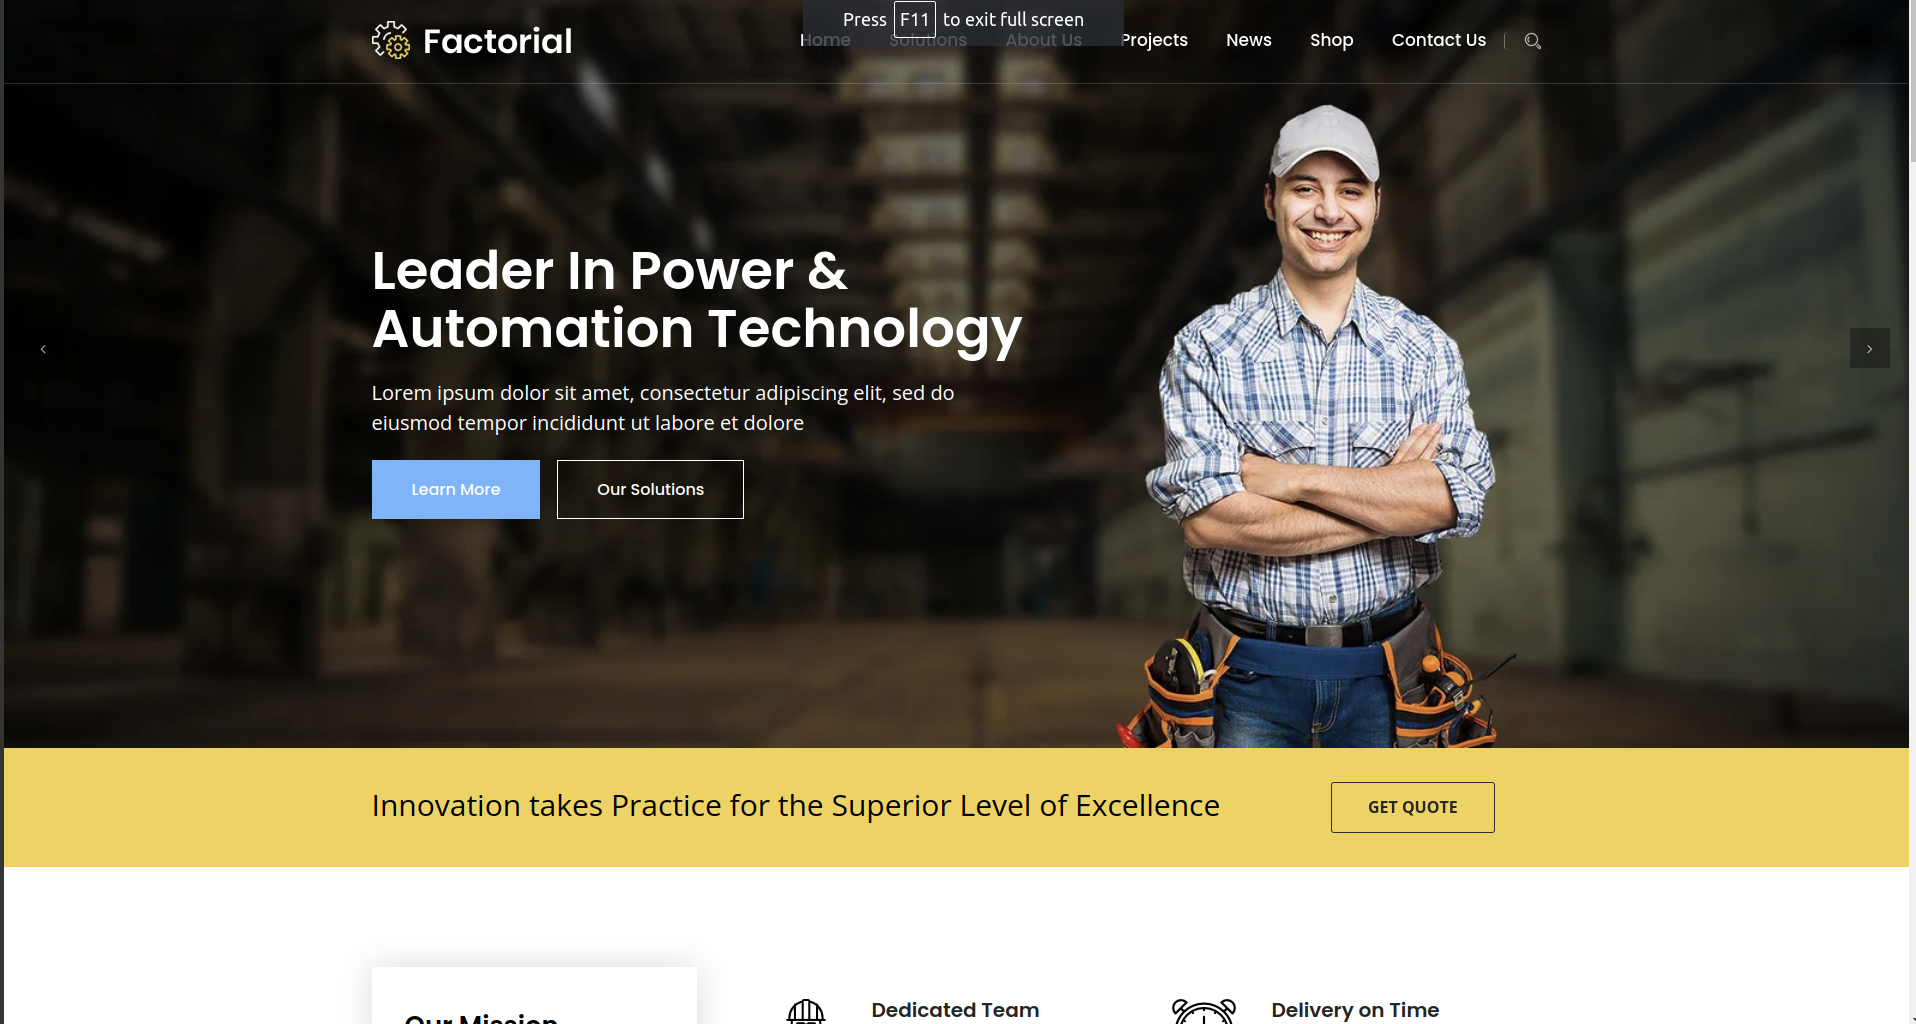 Press F11 to exit full screen
Factorial
Home Solutions About Us Projects News Shop Contact Us
Leader In Power &
Automation Technology
Lorem ipsum dolor sit amet, consectetur adipiscing elit, sed do
eiusmod tempor incididunt ut labore et dolore
Learn More
Our Solutions
Innovation takes Practice for the Superior Level of Excellence
GET QUOTE
Our Mission
Dedicated Team
Delivery on Time